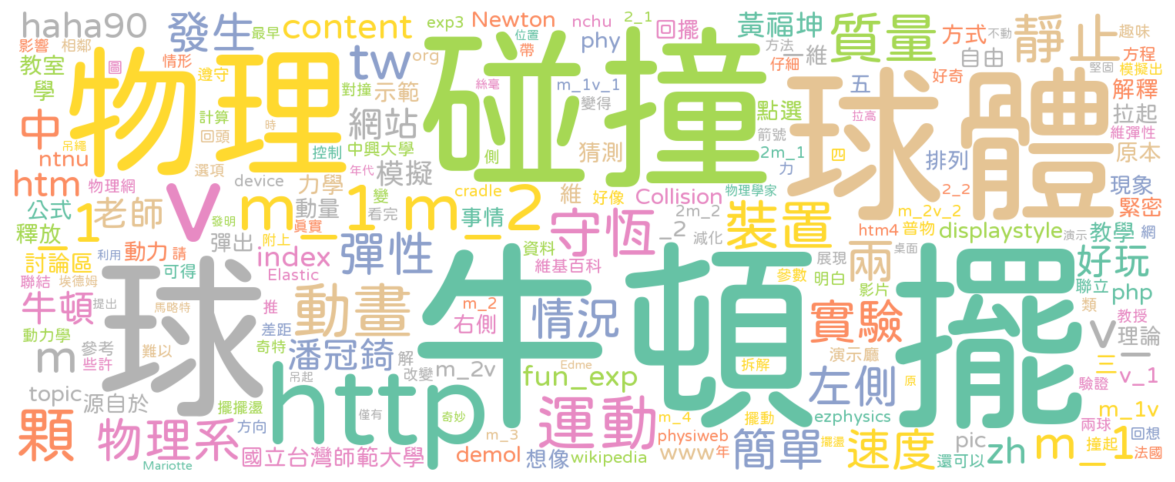 haha90
影響
相鄰
最早
發生
content
exp3
Newton
nchu
2_1
回擺
黃福坤
質量
方式
不動
靜止
趣味
教室
情形
tw
org
位置
帶
phy
一維
方法
仔細
自由
方程
堅固
模擬出
學
圖
遵守
物理
碰撞
球體
對撞
示範
絲毫
m_1v_1
變得
點選
五
好奇
解釋
中
吊繩
計算
回頭
時
網站
猜測
箭號
拉高
拉起
維彈性
ntnu
選項
控制
中興大學
側
2m_1
力
四
排列
原本
htm
物理網
device
力學
年代
模擬
cradle
維
好像
Collision
物理學家
2_2
現象
緊密
公式
_1
老師
發明
v
m_1
動量
變
看完
m_2
事情
守恆
2m_2
_2
裝置
m_2v_2
普物
htm4
displaystyle
教學
網
釋放
動力
請
真實
彈出
彈性
附上
index
Elastic
資料
維基百科
減化
兩
桌面
演示
討論區
可得
利用
聯結
埃德姆
提出
展現
參數
明白
影片
好玩
聯立
php
牛頓
球
馬略特
推
動畫
m_2
右側
情況
牛頓擺
實驗
類
教授
v_
理論
動力學
差距
m
參考
些許
難以
奇特
潘冠錡
解
吊起
改變
m_2v
Edme
fun_exp
拆解
演示廳
原
左側
三
驗證
v_1
topic
源自於
擺擺盪
http
僅有
奇妙
運動
m_4
擺動
ezphysics
m_1v
顆
物理系
方向
m_3
physiweb
年
簡單
擺盪
速度
pic
zh
m_1
兩球
撞起
回想
Mariotte
國立台灣師範大學
demol
想像
wikipedia
www
還可以
法國